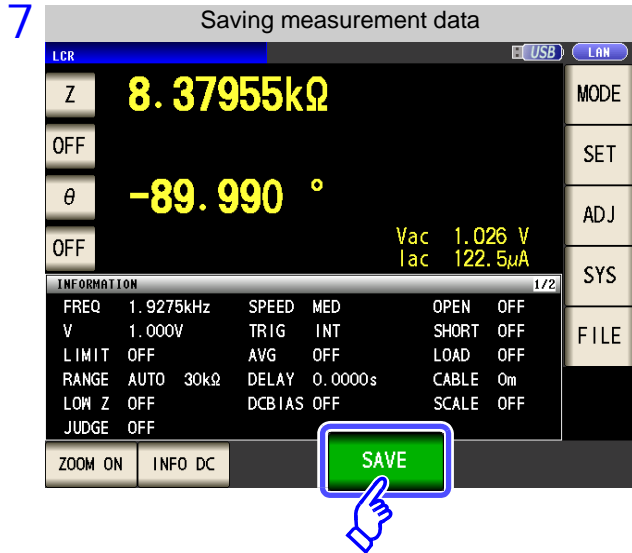 7 Saving measurement data
LCR USB LAN
Z 8.37955kΩ MODE
OFF SET
θ -89.990 ° ADJ
OFF Vac 1.026 V
Iac 122.5μA SYS
INFORMATION 1/2
FREQ 1.9275kHz SPEED MED OPEN OFF
V 1.000V TRIG INT SHORT OFF FILE
LIMIT OFF AVG OFF LOAD OFF
RANGE AUTO 30kΩ DELAY 0.0000s CABLE 0m
LOW Z OFF DCBIAS OFF SCALE OFF
JUDGE OFF
ZOOM ON INFO DC SAVE